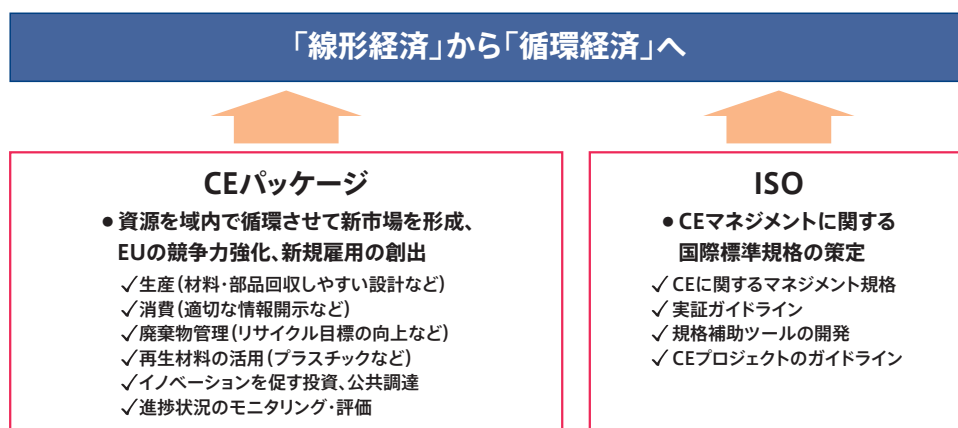 「線形経済」から「循環経済」へ
CEパッケージ
●資源を域内で循環させて新市場を形成、
EUの競争力強化、新規雇用の創出
✓生産(材料・部品回収しやすい設計など)
✓消費(適切な情報開示など)
✓廃棄物管理(リサイクル目標の向上など)
✓再生材料の活用(プラスチックなど)
✓イノベーションを促す投資、公共調達
✓進捗状況のモニタリング・評価
ISO
●CEマネジメントに関する
国際標準規格の策定
✓CEに関するマネジメント規格
✓実証ガイドライン
✓規格補助ツールの開発
✓CEプロジェクトのガイドライン